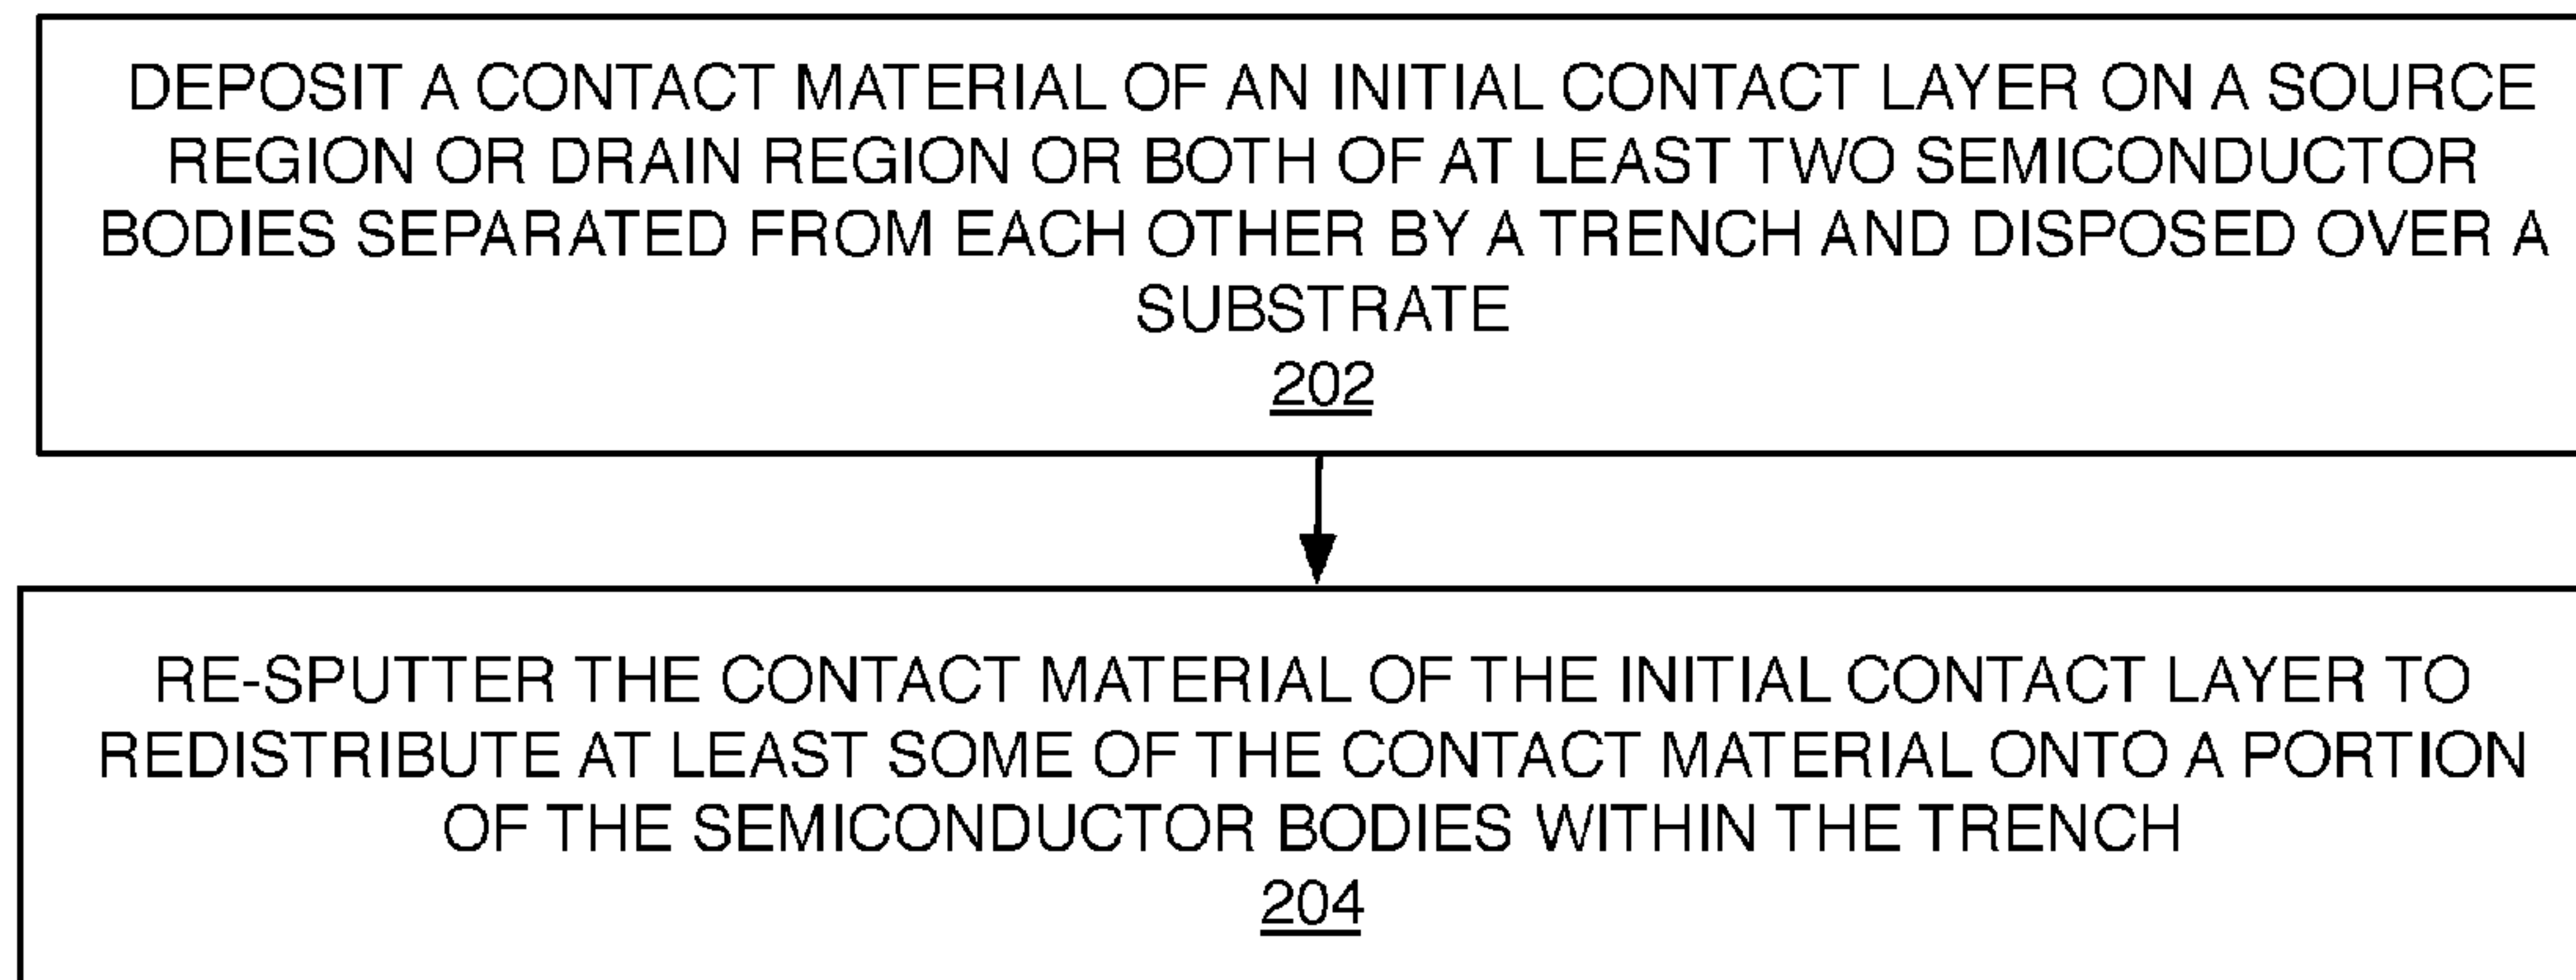 DEPOSIT A CONTACT MATERIAL OF AN INITIAL CONTACT LAYER ON A SOURCE
REGION OR DRAIN REGION OR BOTH OF AT LEAST TWO SEMICONDUCTOR
BODIES SEPARATED FROM EACH OTHER BY A TRENCH AND DISPOSED OVER A
SUBSTRATE
202
RE-SPUTTER THE CONTACT MATERIAL OF THE INITIAL CONTACT LAYER TO
REDISTRIBUTE AT LEAST SOME OF THE CONTACT MATERIAL ONTO A PORTION
OF THE SEMICONDUCTOR BODIES WITHIN THE TRENCH
204